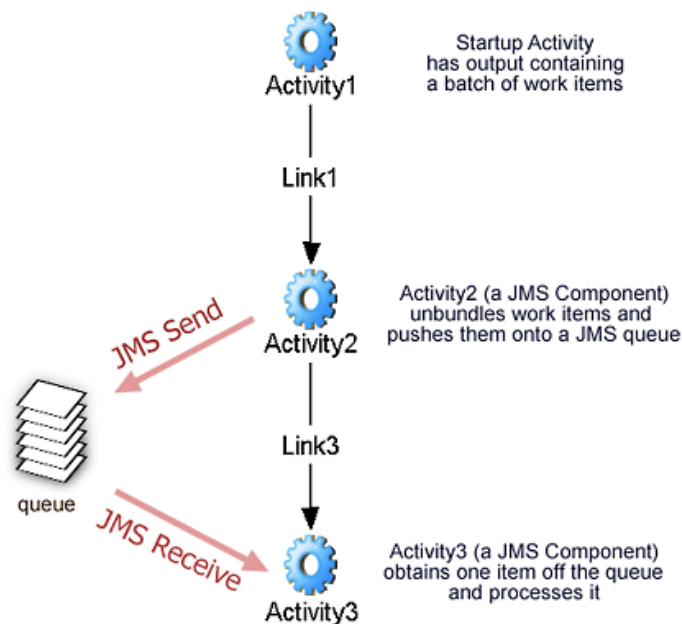 Activity1
Startup Activity
has output containing
a batch of work items
Link1
Activity2
Activity2 (a JMS Component)
unbundles work items and
pushes them onto a JMS queue
JMS Send
Link3
queue
JMS Receive
Activity3
Activity3 (a JMS Component)
obtains one item off the queue
and processes it